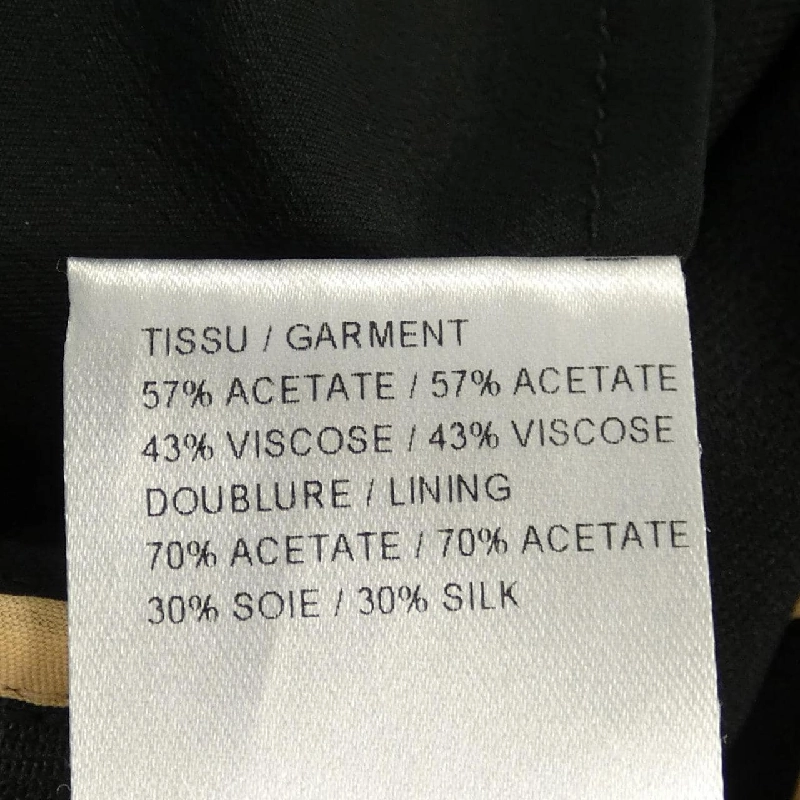 TISSU / GARMENT
57% ACETATE / 57% ACETATE
43% VISCOSE / 43% VISCOSE
DOUBLURE / LINING
70% ACETATE / 70% ACETATE
30% SOIE / 30% SILK